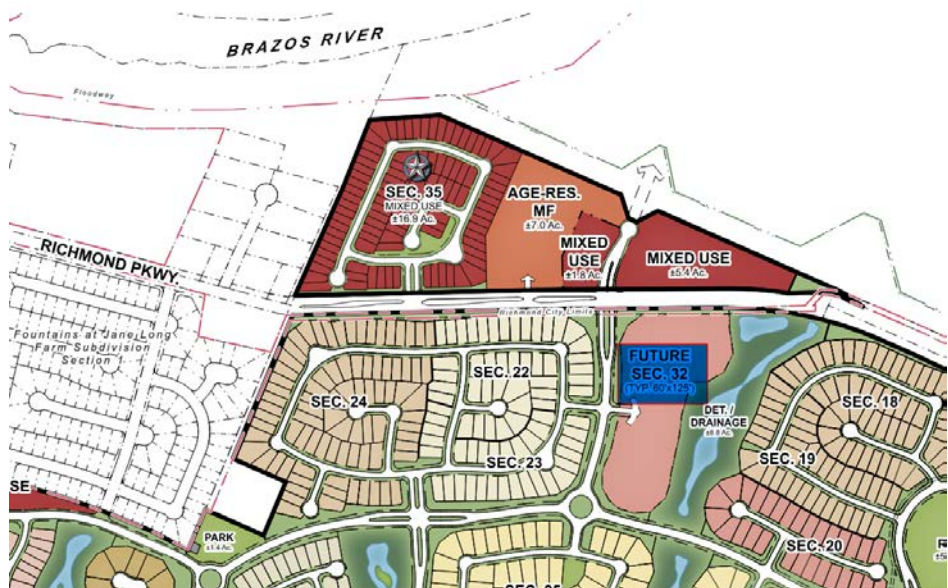 BRAZOS RIVER
Floodway
SEC. 35
MIXED USE
±16.9 Ac.
AGE-RES.
MF
±7.0 Ac.
MIXED
USE
±1.8 Ac.
MIXED USE
±5.4 Ac.
RICHMOND PKWY.
Richmond City Limits
Fountains at Jane Long
Farm Subdivision
Section 1
FUTURE
SEC. 32
(TYP. 60'x125')
SEC. 22
SEC. 24
SEC. 18
DET. /
DRAINAGE
SEC. 23
SEC. 19
SE
PARK
±1.4 Ac.
SEC. 20